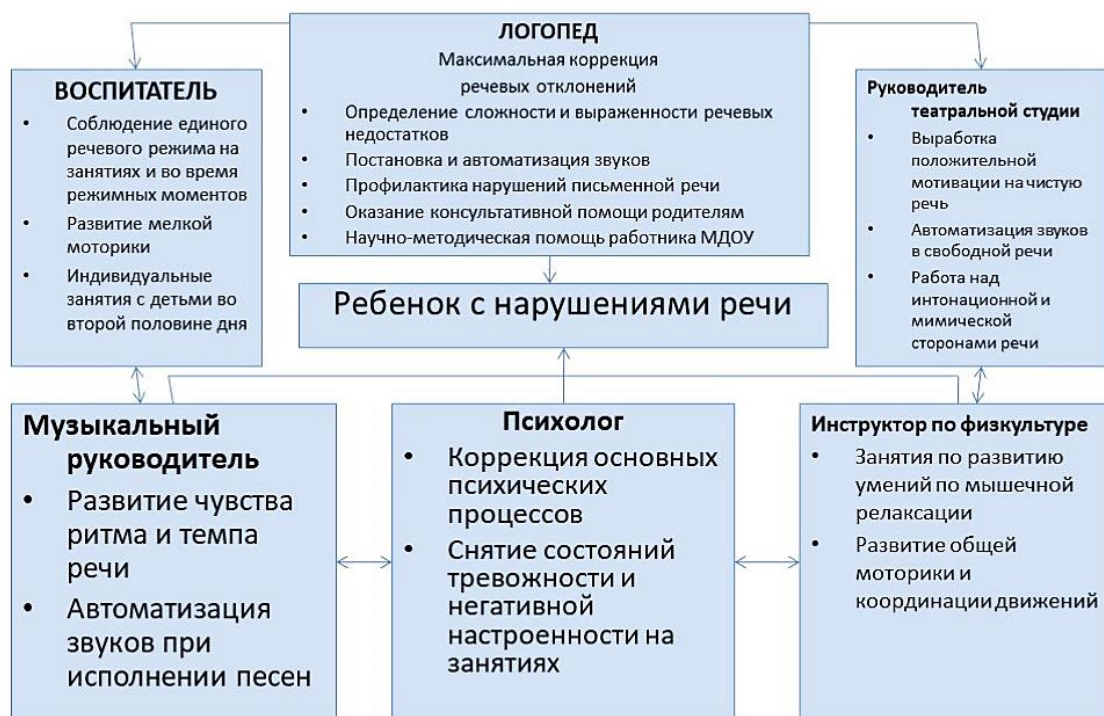 ЛОГОПЕД
Максимальная коррекция
речевых отклонений
• Определение сложности и выраженности речевых
недостатков
• Постановка и автоматизация звуков
• Профилактика нарушений письменной речи
• Оказание консультативной помощи родителям
• Научно-методическая помощь работника МДОУ
ВОСПИТАТЕЛЬ
• Соблюдение единого
речевого режима на
занятиях и во время
режимных моментов
• Развитие мелкой
моторики
• Индивидуальные
занятия с детьми во
второй половине дня
Руководитель
театральной студии
• Выработка
положительной
мотивации на чистую
речь
• Автоматизация звуков
в свободной речи
• Работа над
интонационной и
мимической
сторонами речи
Ребенок с нарушениями речи
Музыкальный
руководитель
• Развитие чувства
ритма и темпа
речи
• Автоматизация
звуков при
исполнении песен
Психолог
• Коррекция основных
психических
процессов
• Снятие состояний
тревожности и
негативной
настроенности на
занятиях
Инструктор по физкультуре
• Занятия по развитию
умений по мышечной
релаксации
• Развитие общей
моторики и
координации движений